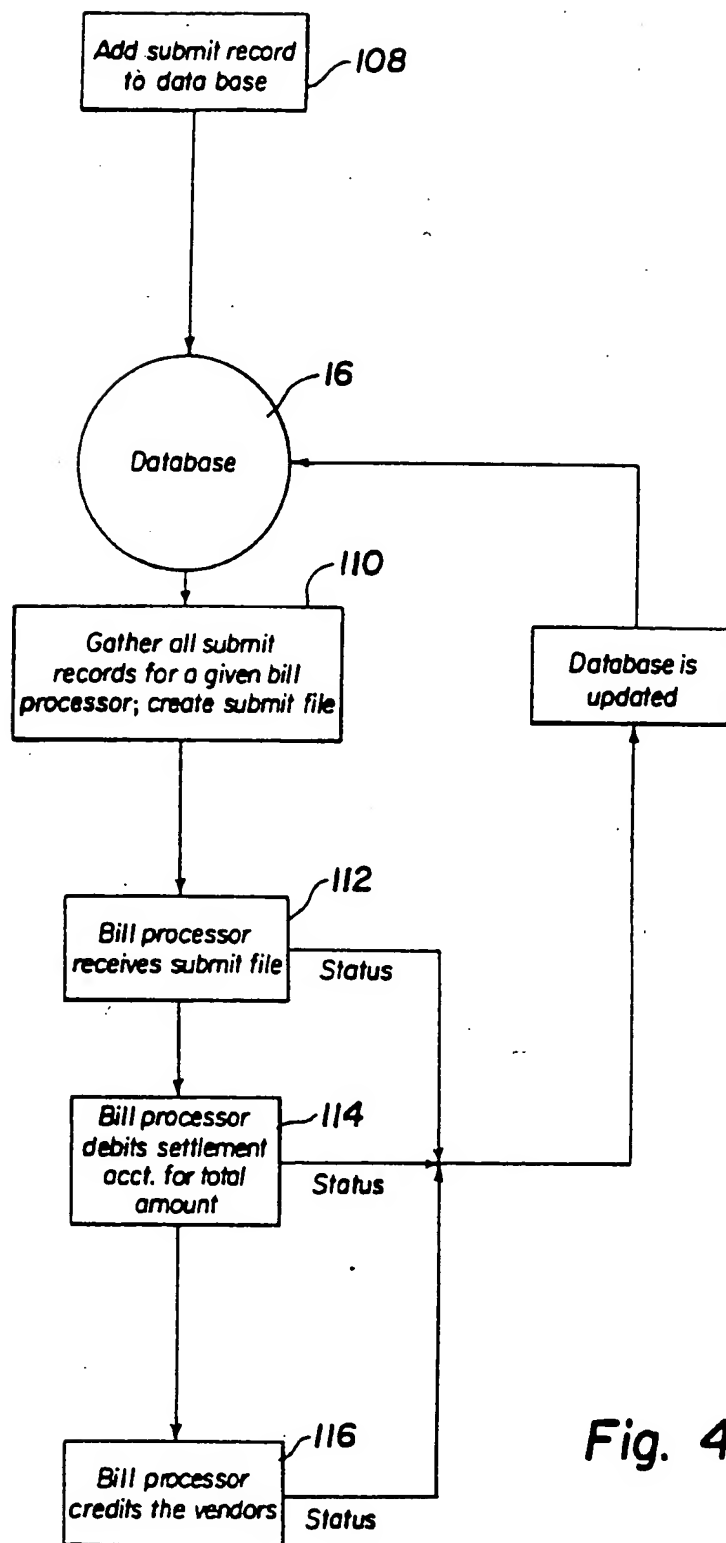 Add submit record
to data base
108
16
Database
110
Gather all submit
records for a given bill
processor; create submit file
Database is
updated
112
Bill processor
receives submit file
Status
Bill processor
debits settlement
acct. for total
amount
114
Status
116
Bill processor
credits the vendors
Status
Fig. 4